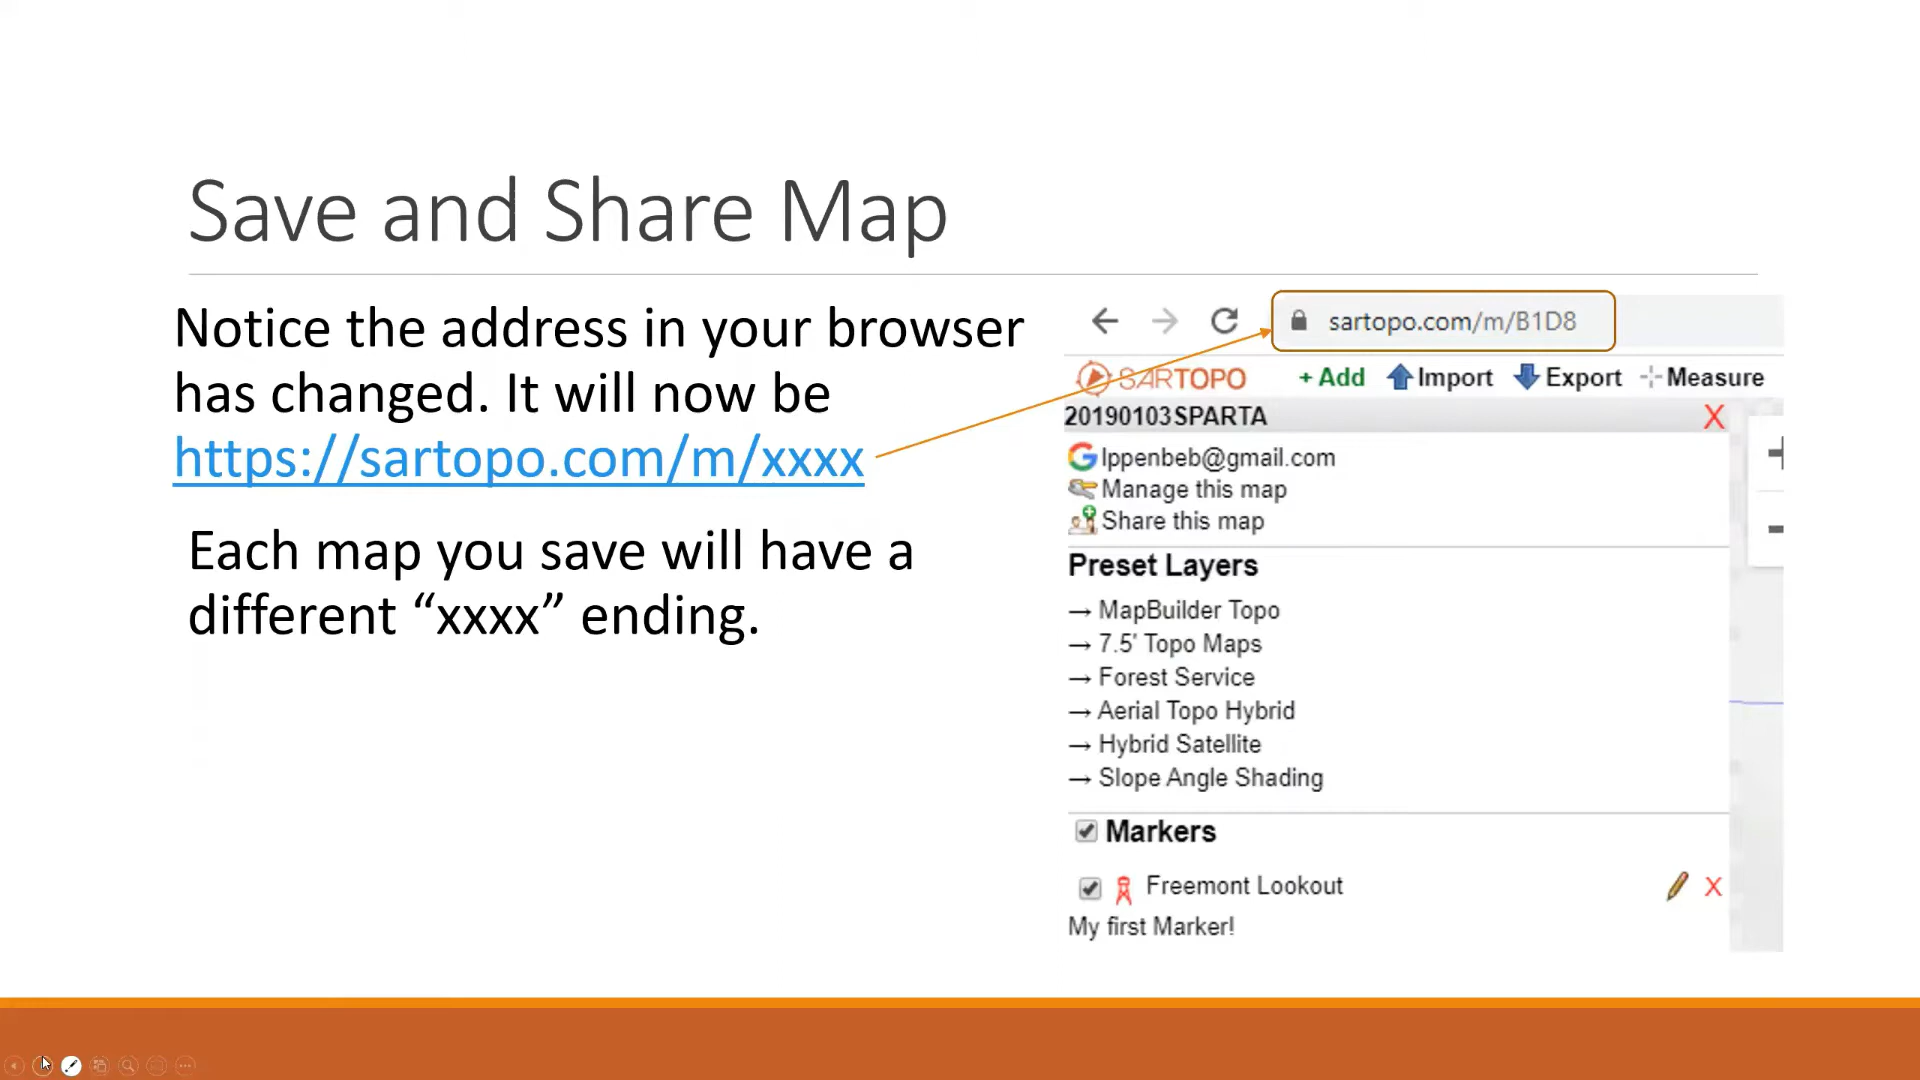 Save and Share Map
Notice the address in your browser
has changed. It will now be
https://sartopo.com/m/xxxx
Each map you save will have a
different “xxxx” ending.
sartopo.com/m/B1D8
SARTOPO + Add Import Export Measure
20190103SPARTA X
lppenbeb@gmail.com
Manage this map
Share this map
Preset Layers
→ MapBuilder Topo
→ 7.5' Topo Maps
→ Forest Service
→ Aerial Topo Hybrid
→ Hybrid Satellite
→ Slope Angle Shading
Markers
Freemont Lookout X
My first Marker!